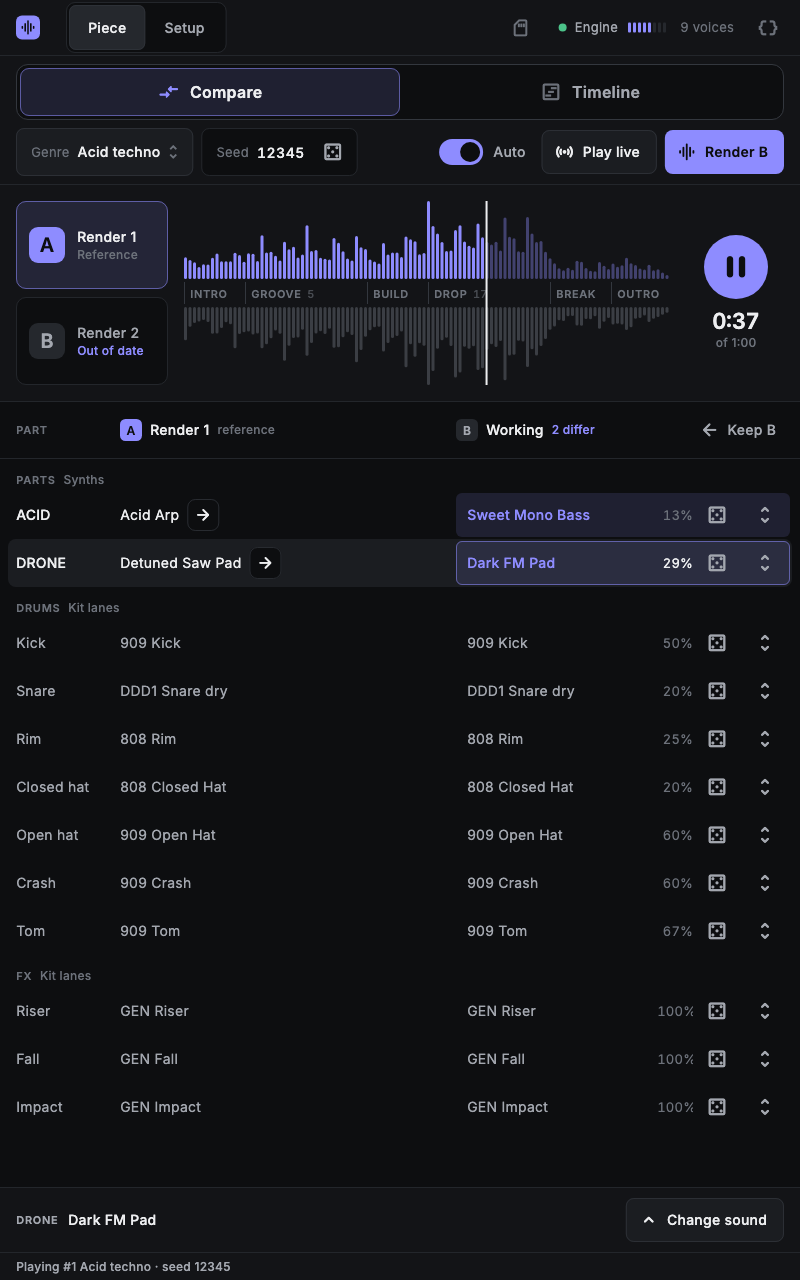 Piece Setup Engine 9 voices
Compare Timeline
Genre Acid techno Seed 12345 Auto Play live Render B
A Render 1
Reference
B Render 2
Out of date
INTRO GROOVE 5 BUILD DROP 17 BREAK OUTRO
0:37
of 1:00
PART A Render 1 reference B Working 2 differ Keep B
PARTS Synths
ACID Acid Arp Sweet Mono Bass 13%
DRONE Detuned Saw Pad Dark FM Pad 29%
DRUMS Kit lanes
Kick 909 Kick 909 Kick 50%
Snare DDD1 Snare dry DDD1 Snare dry 20%
Rim 808 Rim 808 Rim 25%
Closed hat 808 Closed Hat 808 Closed Hat 20%
Open hat 909 Open Hat 909 Open Hat 60%
Crash 909 Crash 909 Crash 60%
Tom 909 Tom 909 Tom 67%
FX Kit lanes
Riser GEN Riser GEN Riser 100%
Fall GEN Fall GEN Fall 100%
Impact GEN Impact GEN Impact 100%
DRONE Dark FM Pad Change sound
Playing #1 Acid techno · seed 12345